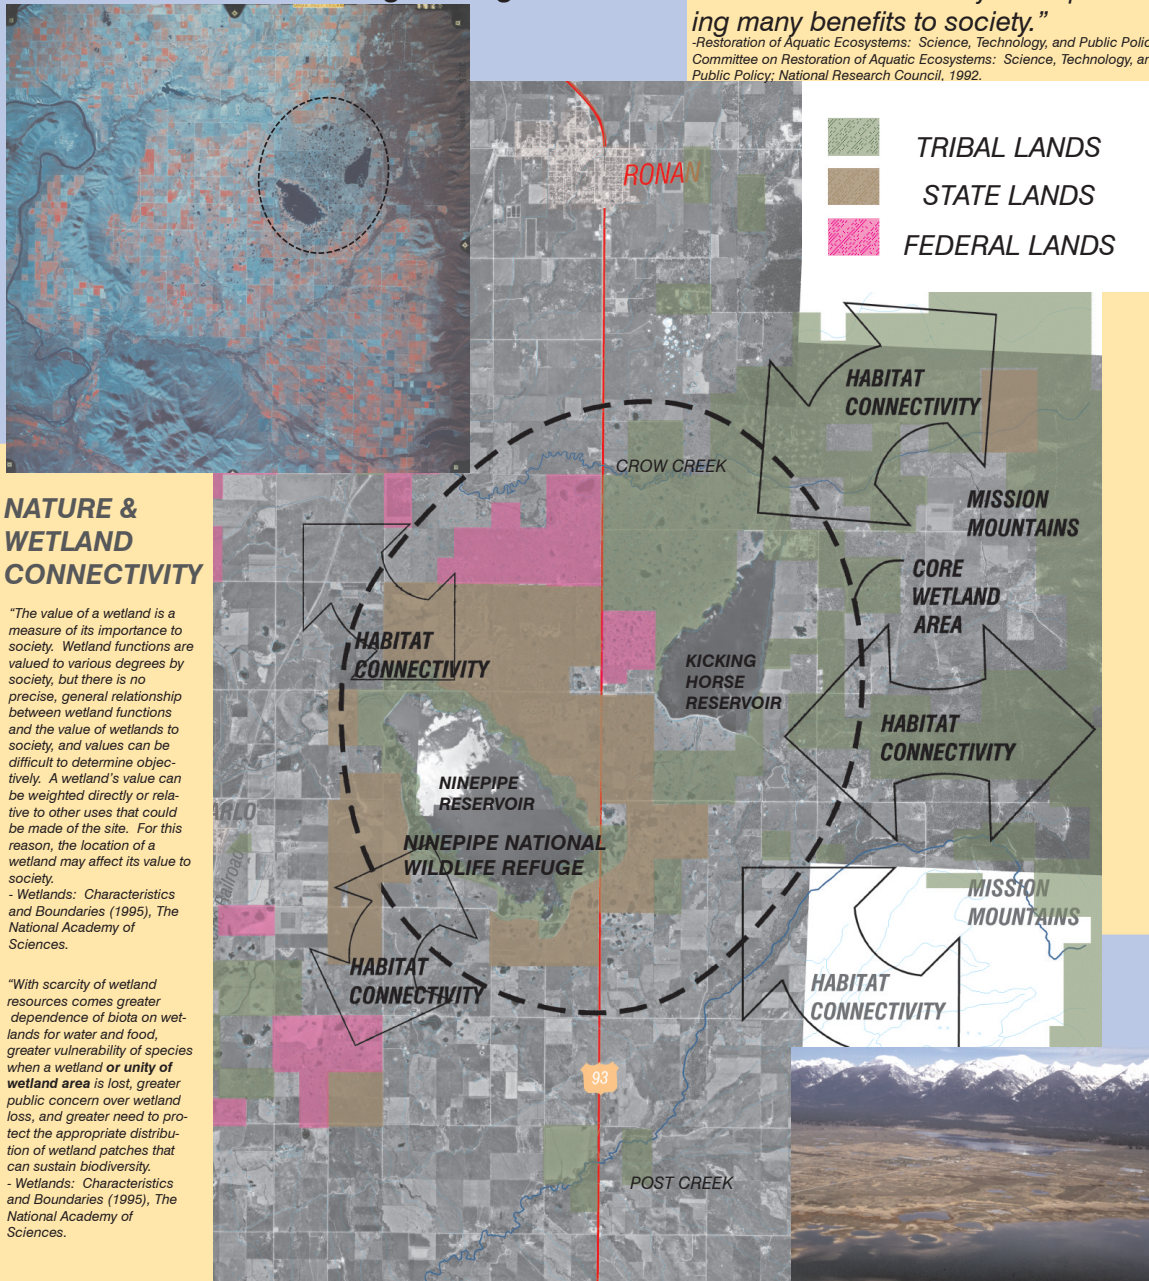 ing many benefits to society.”
-Restoration of Aquatic Ecosystems: Science, Technology, and Public
Committee on Restoration of Aquatic Ecosystems: Science, Technology,
Public Policy; National Research Council, 1992.
TRIBAL LANDS
STATE LANDS
FEDERAL LANDS
RONAN
HABITAT
CONNECTIVITY
CROW CREEK
MISSION
MOUNTAINS
CORE
WETLAND
AREA
NATURE &
WETLAND
CONNECTIVITY
“The value of a wetland is a
measure of its importance to
society. Wetland functions are
valued to various degrees by
society, but there is no
precise, general relationship
between wetland functions
and the value of wetlands to
society, and values can be
difficult to determine objec-
tively. A wetland’s value can
be weighted directly or rela-
tive to other uses that could
be made of the site. For this
reason, the location of a
wetland may affect its value to
society.
- Wetlands: Characteristics
and Boundaries (1995), The
National Academy of
Sciences.
“With scarcity of wetland
resources comes greater
dependence of biota on wet-
lands for water and food,
greater vulnerability of species
when a wetland or unity of
wetland area is lost, greater
public concern over wetland
loss, and greater need to pro-
tect the appropriate distribu-
tion of wetland patches that
can sustain biodiversity.
- Wetlands: Characteristics
and Boundaries (1995), The
National Academy of
Sciences.
HABITAT
CONNECTIVITY
KICKING
HORSE
RESERVOIR
HABITAT
CONNECTIVITY
NINEPIPE
RESERVOIR
ARLO
NINEPIPE NATIONAL
WILDLIFE REFUGE
Railroad
MISSION
MOUNTAINS
HABITAT
CONNECTIVITY
HABITAT
CONNECTIVITY
93
POST CREEK